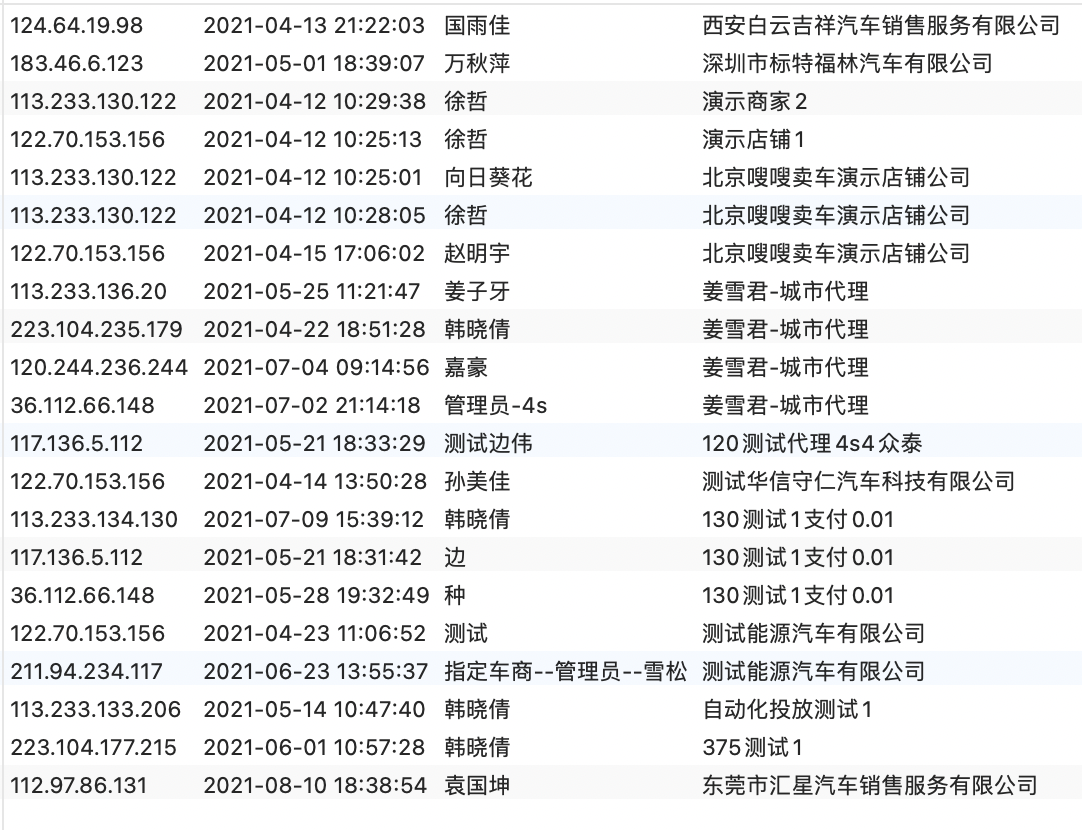 124.64.19.98 2021-04-13 21:22:03 国雨佳 西安白云吉祥汽车销售服务有限公司
183.46.6.123 2021-05-01 18:39:07 万秋萍 深圳市标特福林汽车有限公司
113.233.130.122 2021-04-12 10:29:38 徐哲 演示商家2
122.70.153.156 2021-04-12 10:25:13 徐哲 演示店铺1
113.233.130.122 2021-04-12 10:25:01 向日葵花 北京嗖嗖卖车演示店铺公司
113.233.130.122 2021-04-12 10:28:05 徐哲 北京嗖嗖卖车演示店铺公司
122.70.153.156 2021-04-15 17:06:02 赵明宇 北京嗖嗖卖车演示店铺公司
113.233.136.20 2021-05-25 11:21:47 姜子牙 姜雪君-城市代理
223.104.235.179 2021-04-22 18:51:28 韩晓倩 姜雪君-城市代理
120.244.236.244 2021-07-04 09:14:56 嘉豪 姜雪君-城市代理
36.112.66.148 2021-07-02 21:14:18 管理员-4s 姜雪君-城市代理
117.136.5.112 2021-05-21 18:33:29 测试边伟 120测试代理4s4众泰
122.70.153.156 2021-04-14 13:50:28 孙美佳 测试华信守仁汽车科技有限公司
113.233.134.130 2021-07-09 15:39:12 韩晓倩 130测试1支付0.01
117.136.5.112 2021-05-21 18:31:42 边 130测试1支付0.01
36.112.66.148 2021-05-28 19:32:49 种 130测试1支付0.01
122.70.153.156 2021-04-23 11:06:52 测试 测试能源汽车有限公司
211.94.234.117 2021-06-23 13:55:37 指定车商--管理员--雪松 测试能源汽车有限公司
113.233.133.206 2021-05-14 10:47:40 韩晓倩 自动化投放测试1
223.104.177.215 2021-06-01 10:57:28 韩晓倩 375测试1
112.97.86.131 2021-08-10 18:38:54 袁国坤 东莞市汇星汽车销售服务有限公司